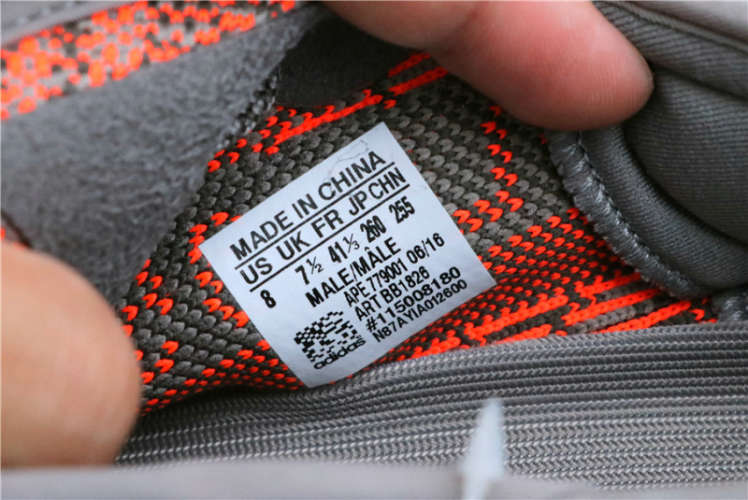 MADE IN CHINA
US UK FR JP CHN
8 7½ 41⅓ 260 255
MALE/MÂLE
APE 779001 06/16
ART BB1826
#115008180
N87AYIA012600
adidas